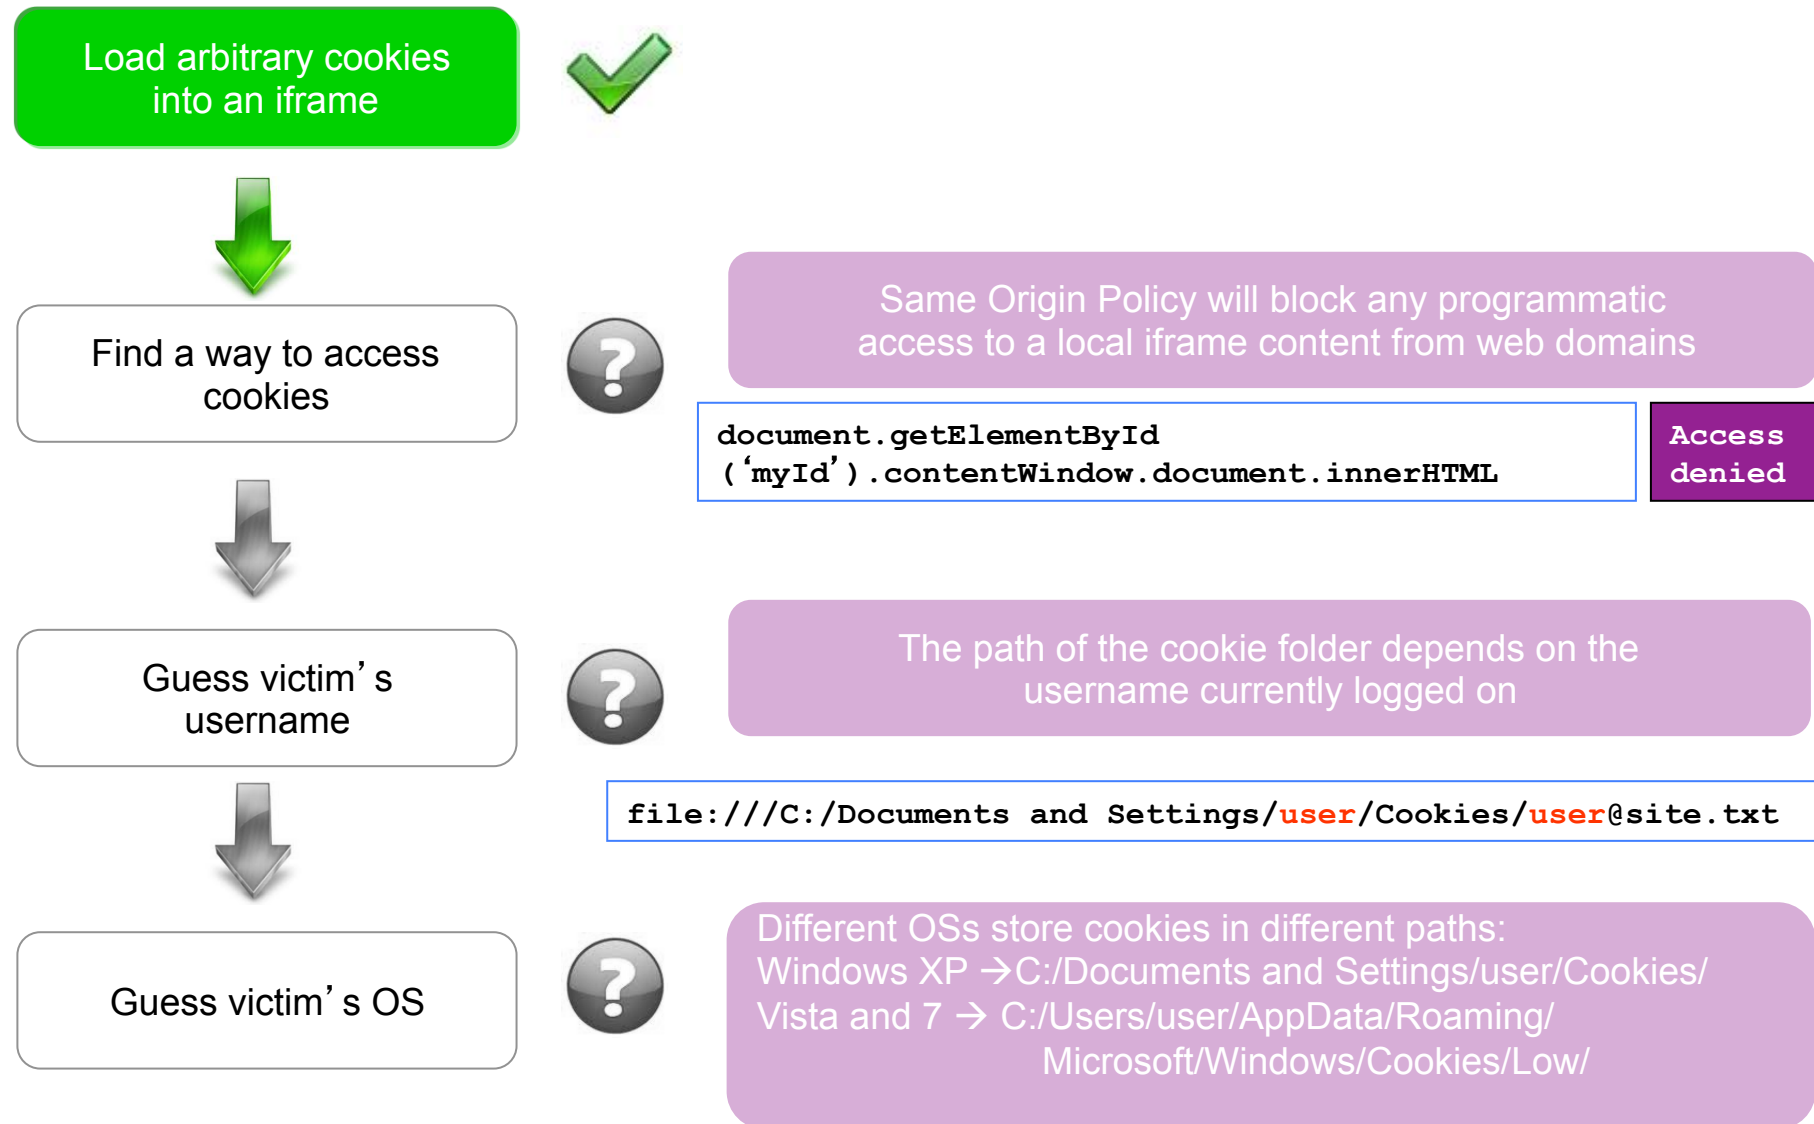 Load arbitrary cookies
into an iframe
Find a way to access
cookies
?
Same Origin Policy will block any programmatic
access to a local iframe content from web domains
document.getElementById
(‘myId’).contentWindow.document.innerHTML
Access
denied
Guess victim’s
username
?
The path of the cookie folder depends on the
username currently logged on
file:///C:/Documents and Settings/user/Cookies/user@site.txt
Guess victim’s OS
?
Different OSs store cookies in different paths:
Windows XP →C:/Documents and Settings/user/Cookies/
Vista and 7 → C:/Users/user/AppData/Roaming/
Microsoft/Windows/Cookies/Low/